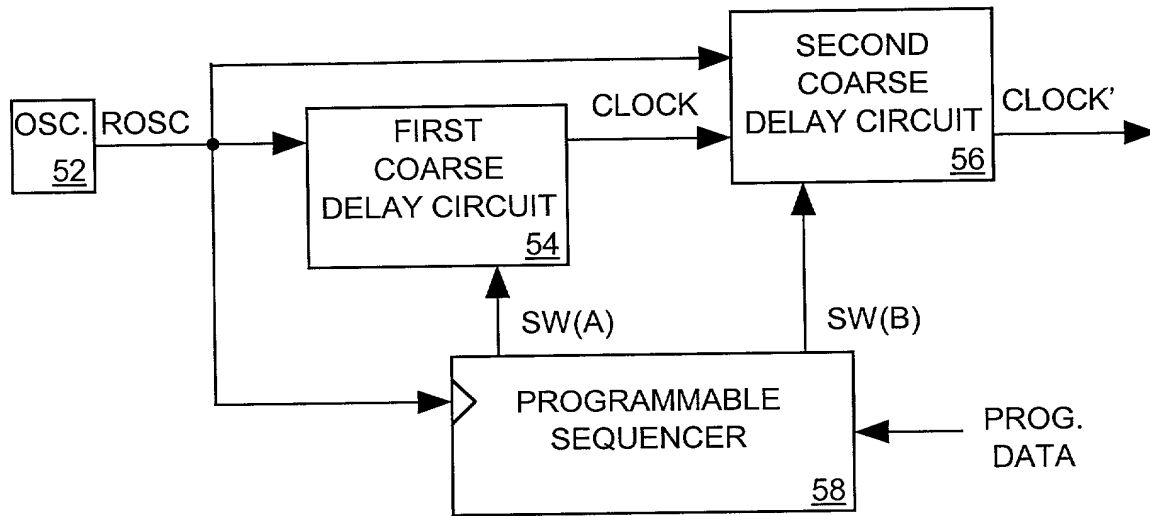 OSC.
52
ROSC
FIRST
COARSE
DELAY CIRCUIT
54
CLOCK
SECOND
COARSE
DELAY CIRCUIT
56
CLOCK'
SW(A)
SW(B)
PROGRAMMABLE
SEQUENCER
58
PROG.
DATA